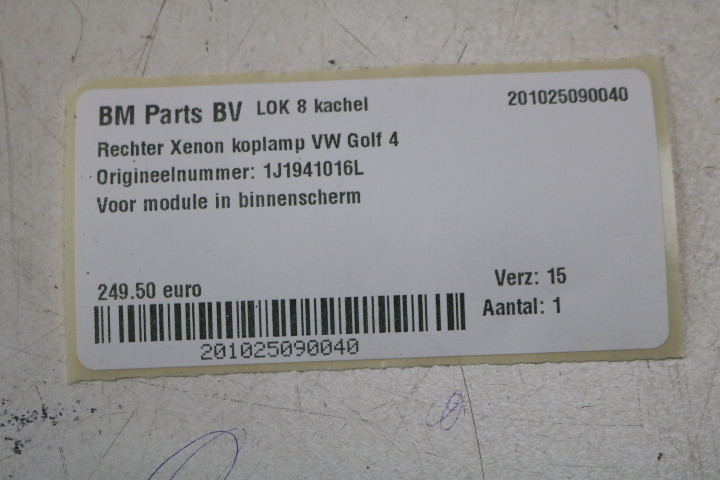 BM Parts BV LOK 8 kachel 201025090040
Rechter Xenon koplamp VW Golf 4
Origineelnummer: 1J1941016L
Voor module in binnenscherm
249.50 euro Verz: 15
Aantal: 1
201025090040